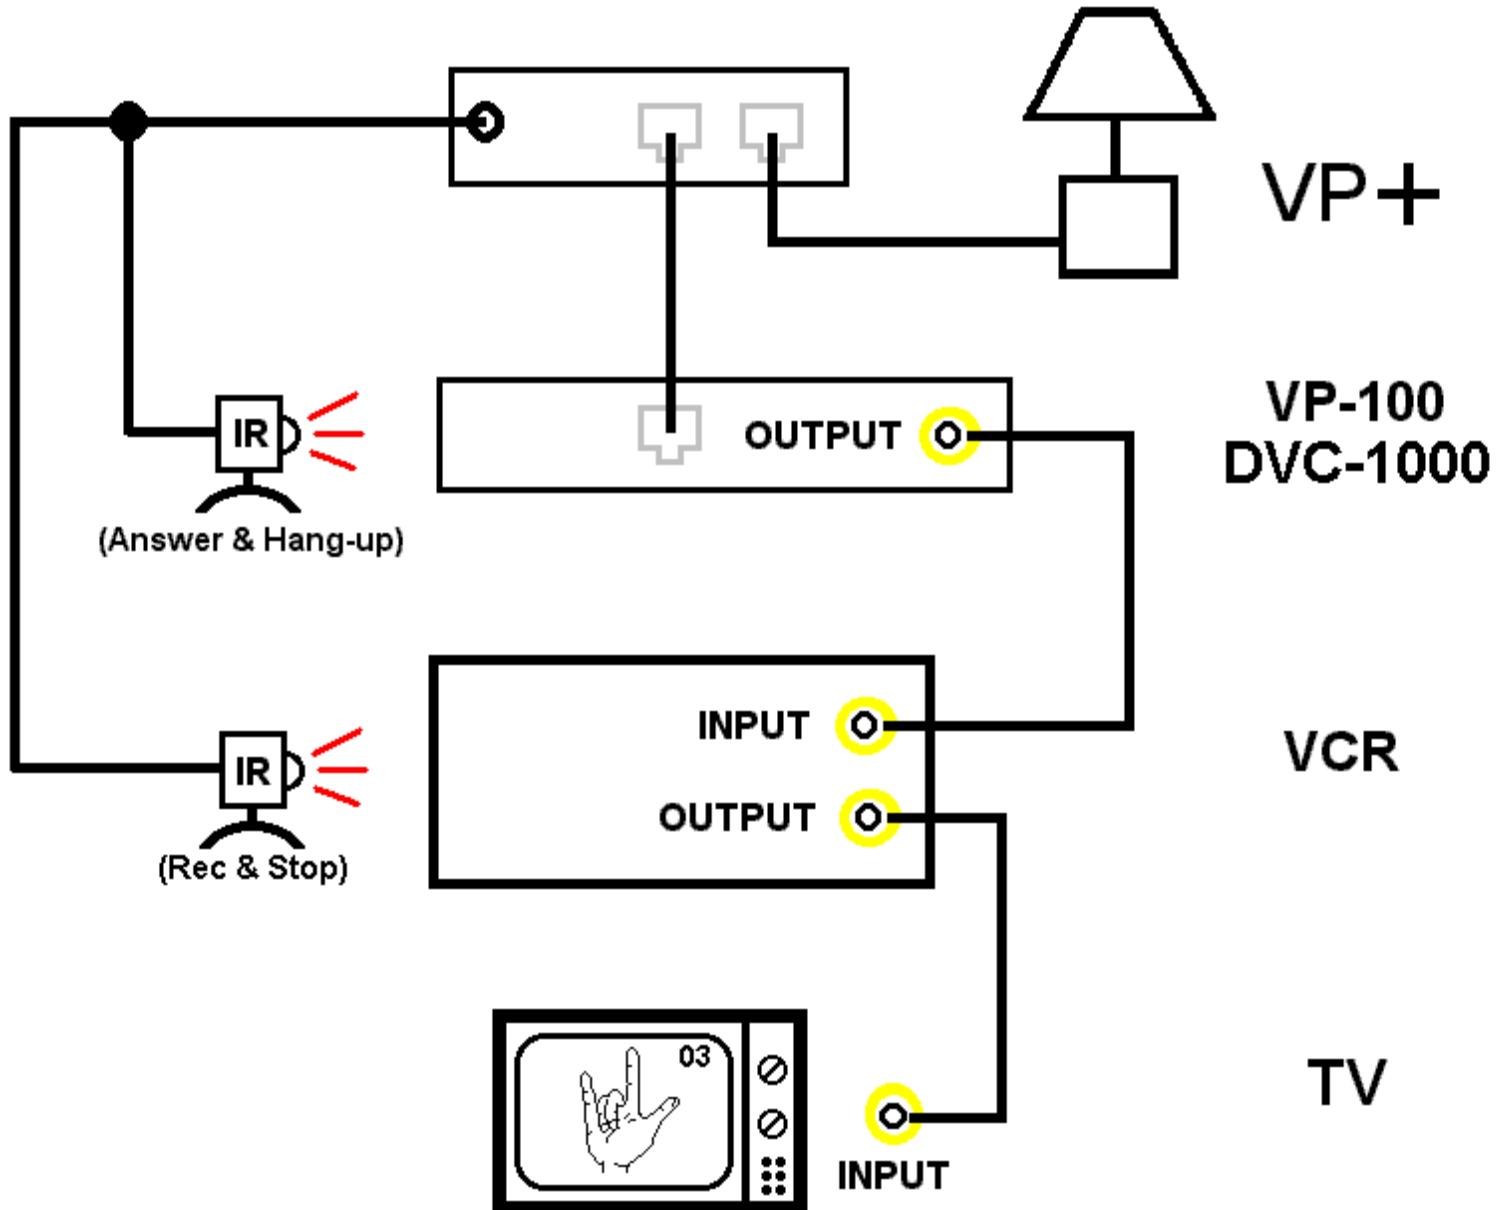 VP+
IR
(Answer & Hang-up)
OUTPUT
VP-100
DVC-1000
INPUT
OUTPUT
VCR
IR
(Rec & Stop)
03
INPUT
TV